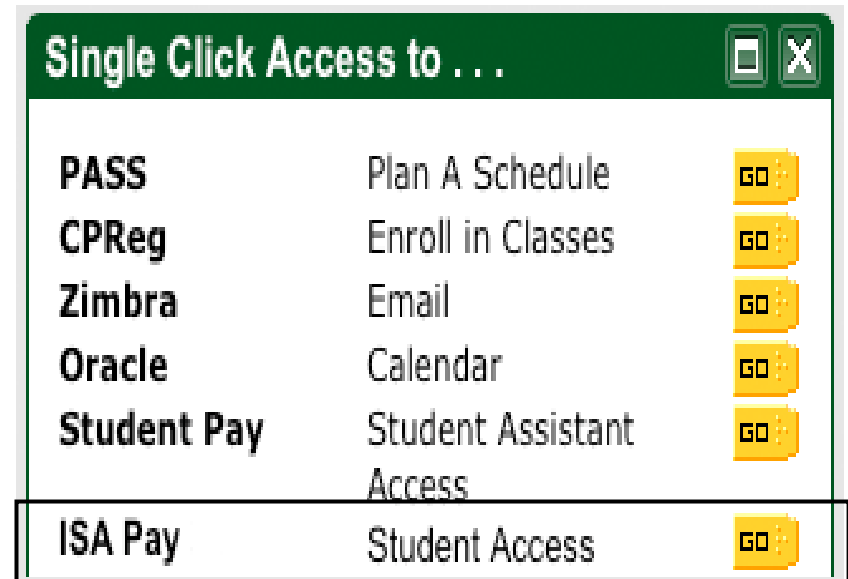 Single Click Access to . . .
PASS Plan A Schedule GO
CPReg Enroll in Classes GO
Zimbra Email GO
Oracle Calendar GO
Student Pay Student Assistant GO
Access
ISA Pay Student Access GO